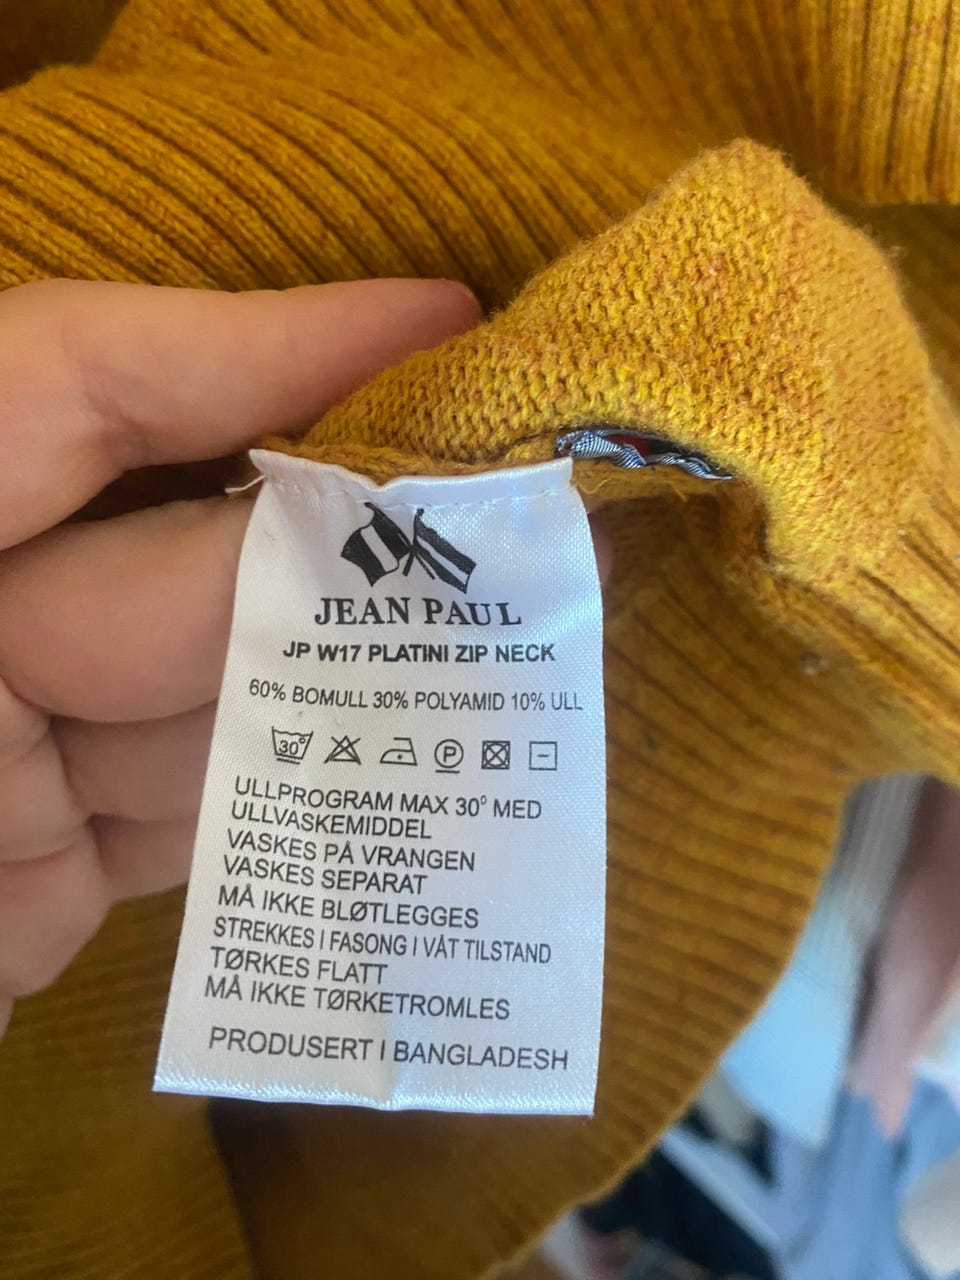 JEAN PAUL
JP W17 PLATINI ZIP NECK
60% BOMULL 30% POLYAMID 10% ULL
30° P
ULLPROGRAM MAX 30° MED
ULLVASKEMIDDEL
VASKES PÅ VRANGEN
VASKES SEPARAT
MÅ IKKE BLØTLEGGES
STREKKES I FASONG I VÅT TILSTAND
TØRKES FLATT
MÅ IKKE TØRKETROMLES
PRODUSERT I BANGLADESH